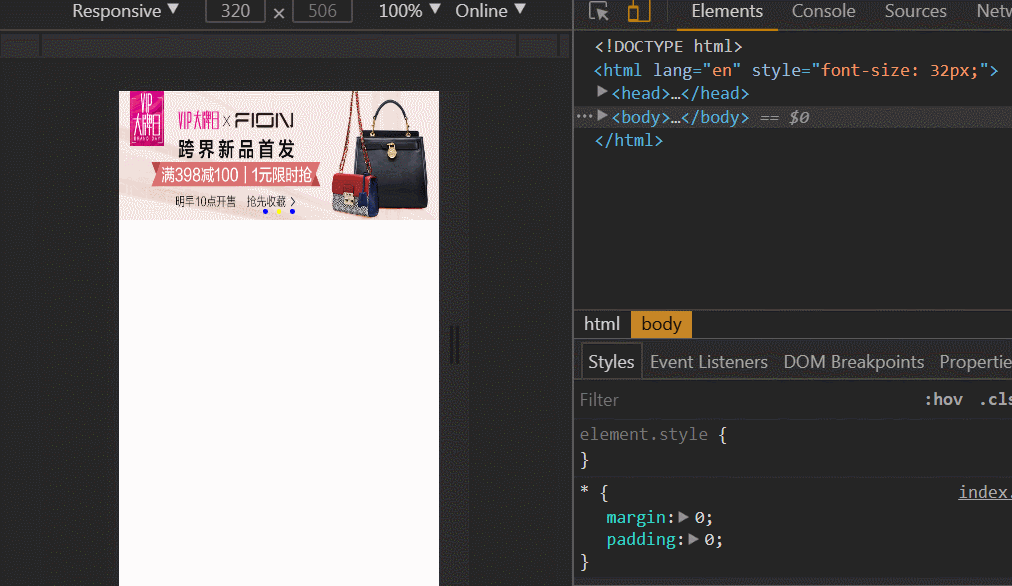 Responsive ▼ 320 × 506 100% ▼ Online ▼
VIP
大牌日
BRAND DAY
VIP大牌日 × FION
跨界新品首发
满398减100 | 1元限时抢
明早10点开售 抢先收藏 >
Elements Console Sources
<!DOCTYPE html>
<html lang="en" style="font-size: 32px;">
▶<head>…</head>
…▶<body>…</body> == $0
</html>
html body
Styles Event Listeners DOM Breakpoints Propertie
Filter :hov .cls
element.style {
}
* { index.
margin:▶0;
padding:▶0;
}